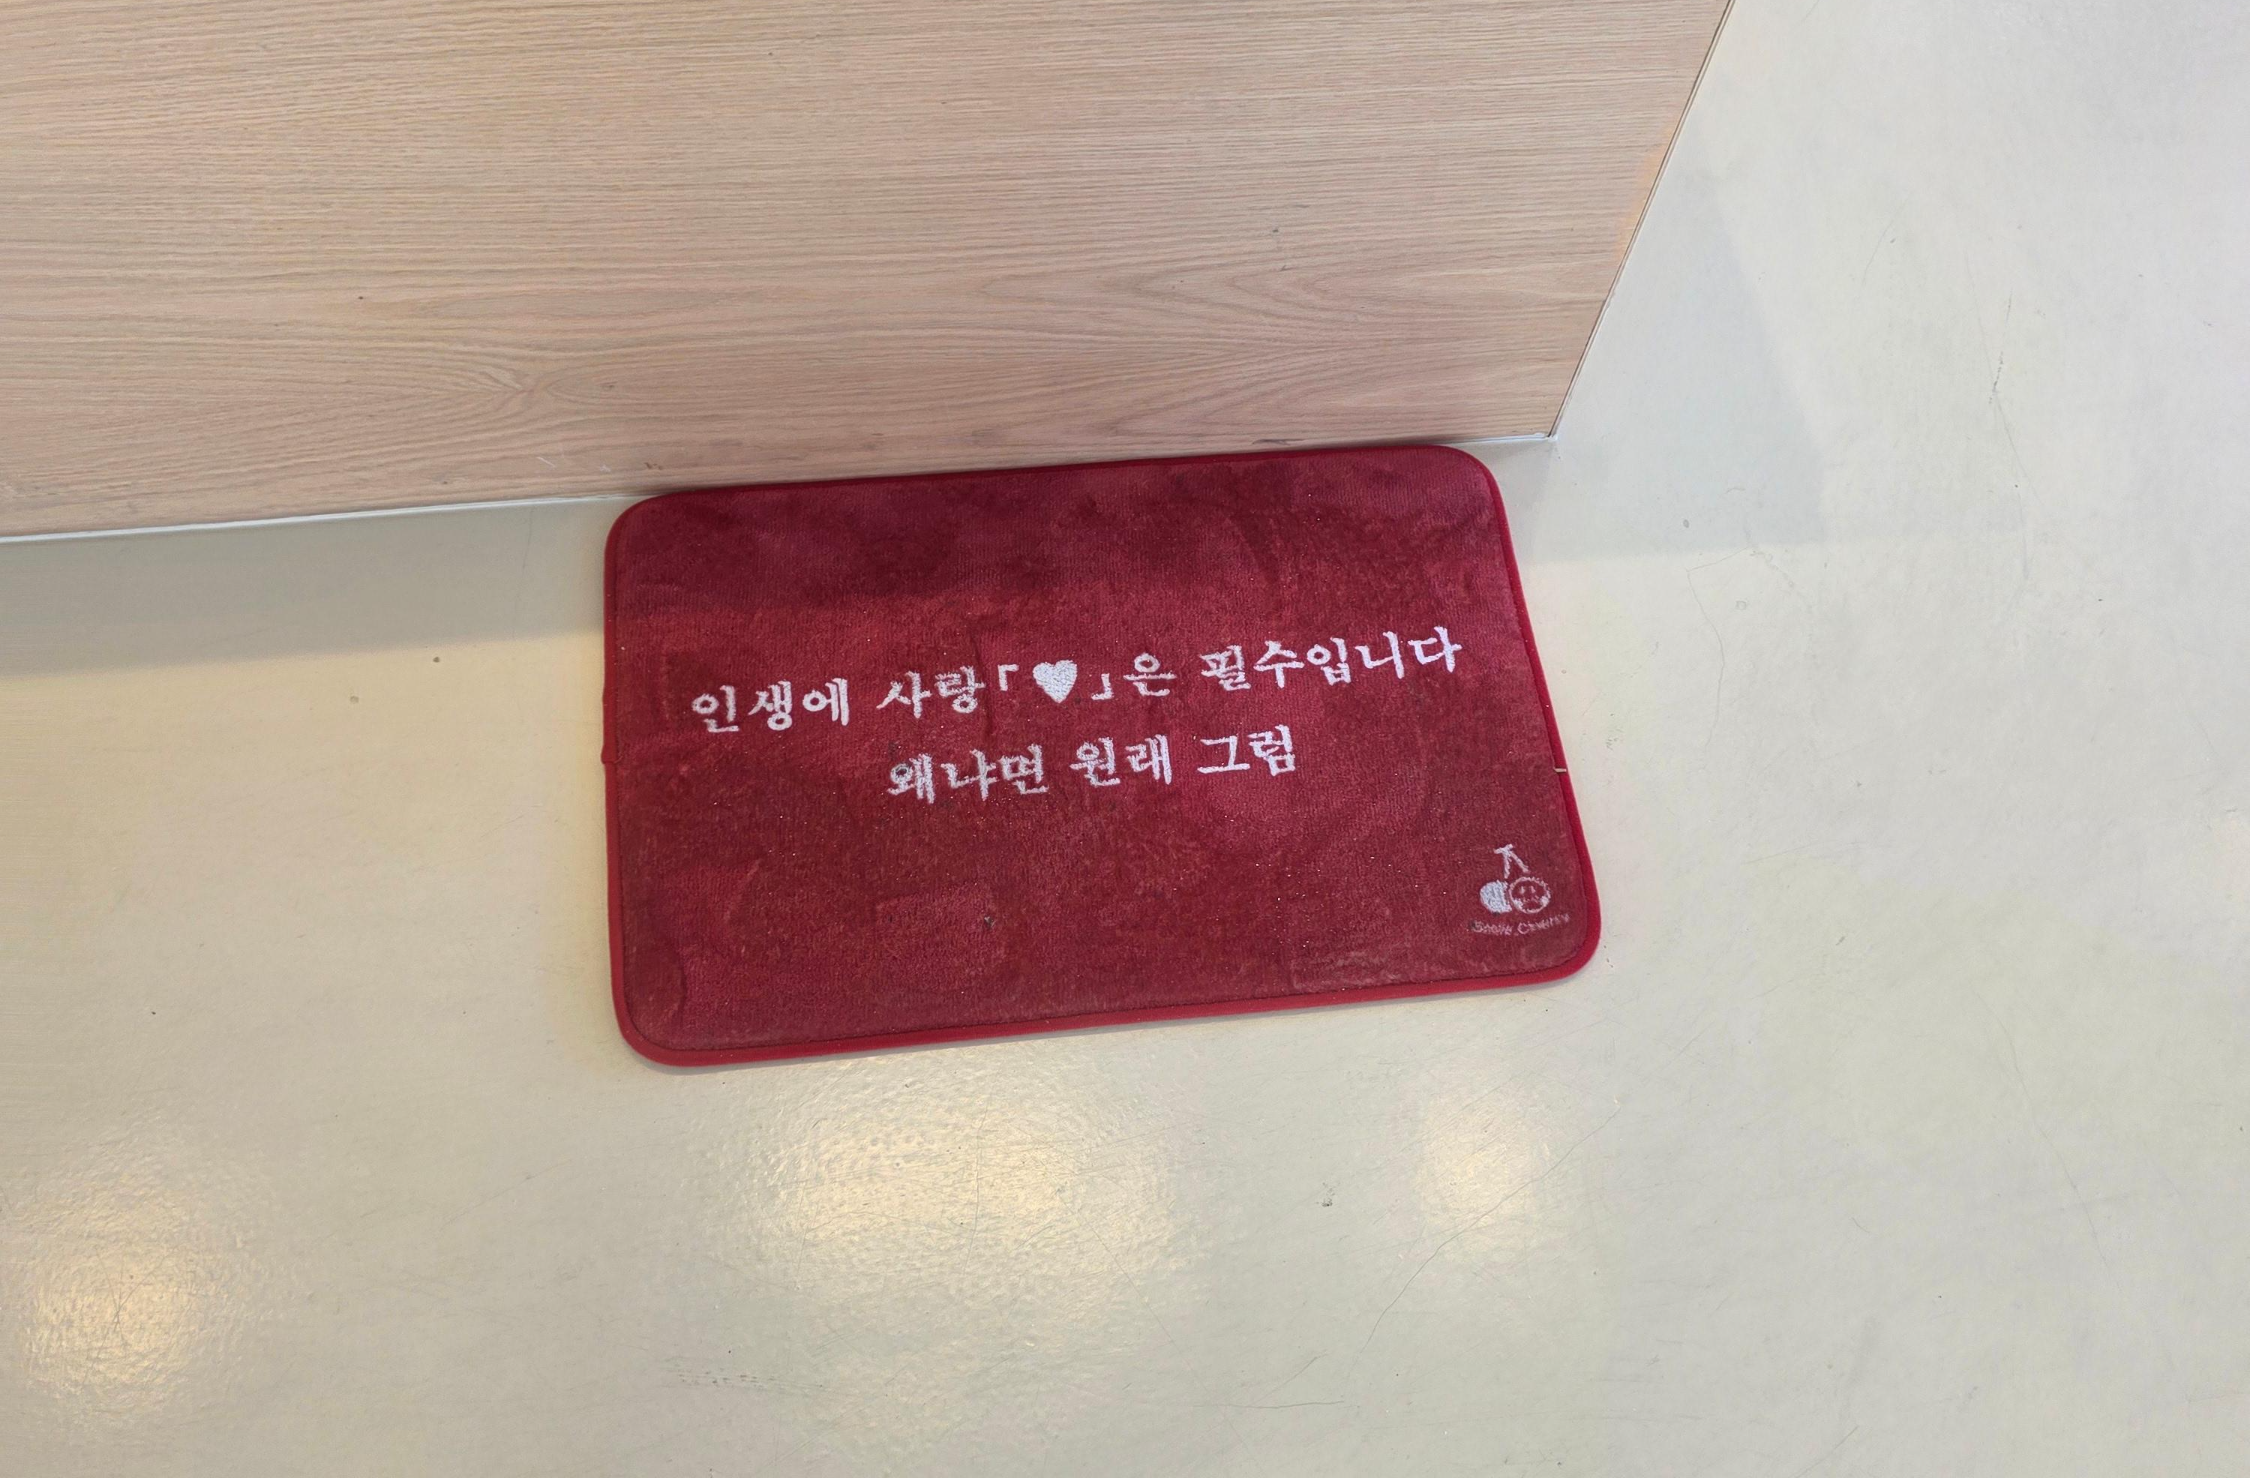 인생에 사랑「♥」은 필수입니다
왜냐면 원래 그럼